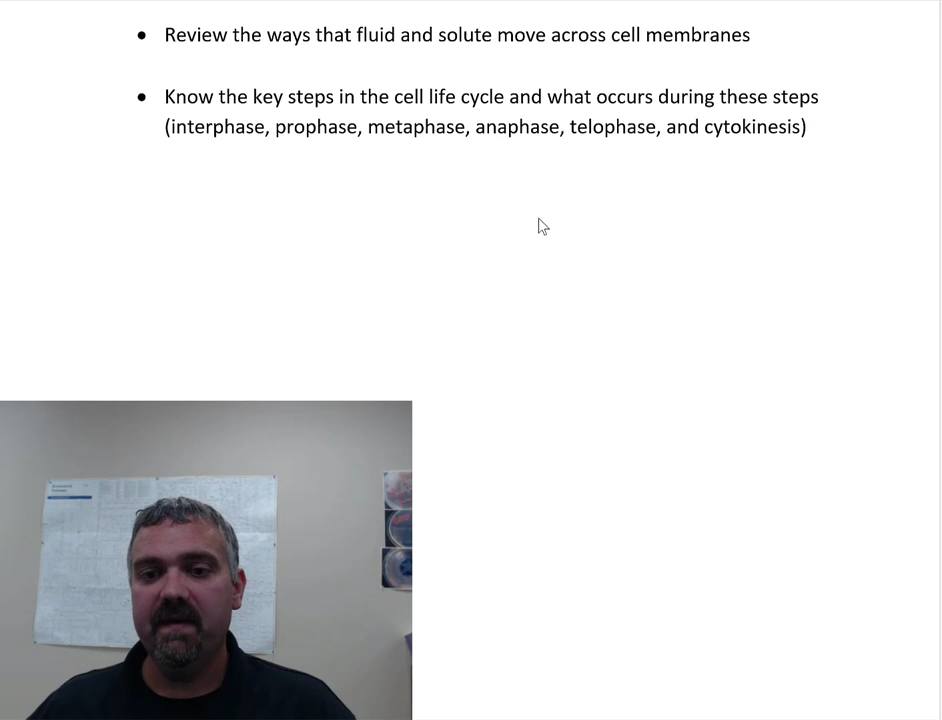 • Review the ways that fluid and solute move across cell membranes
• Know the key steps in the cell life cycle and what occurs during these steps
(interphase, prophase, metaphase, anaphase, telophase, and cytokinesis)